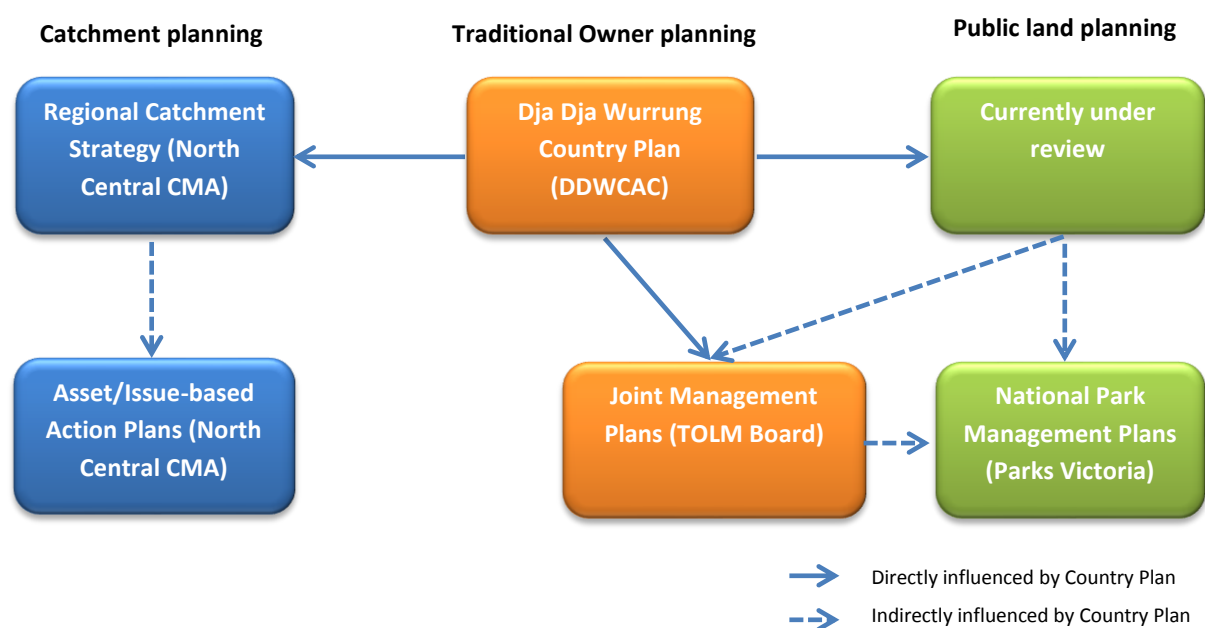 Catchment planning
Traditional Owner planning
Public land planning
Regional Catchment
Strategy (North
Central CMA)
Dja Dja Wurrung
Country Plan
(DDWCAC)
Currently under
review
Asset/Issue-based
Action Plans (North
Central CMA)
Joint Management
Plans (TOLM Board)
National Park
Management Plans
(Parks Victoria)
Directly influenced by Country Plan
Indirectly influenced by Country Plan